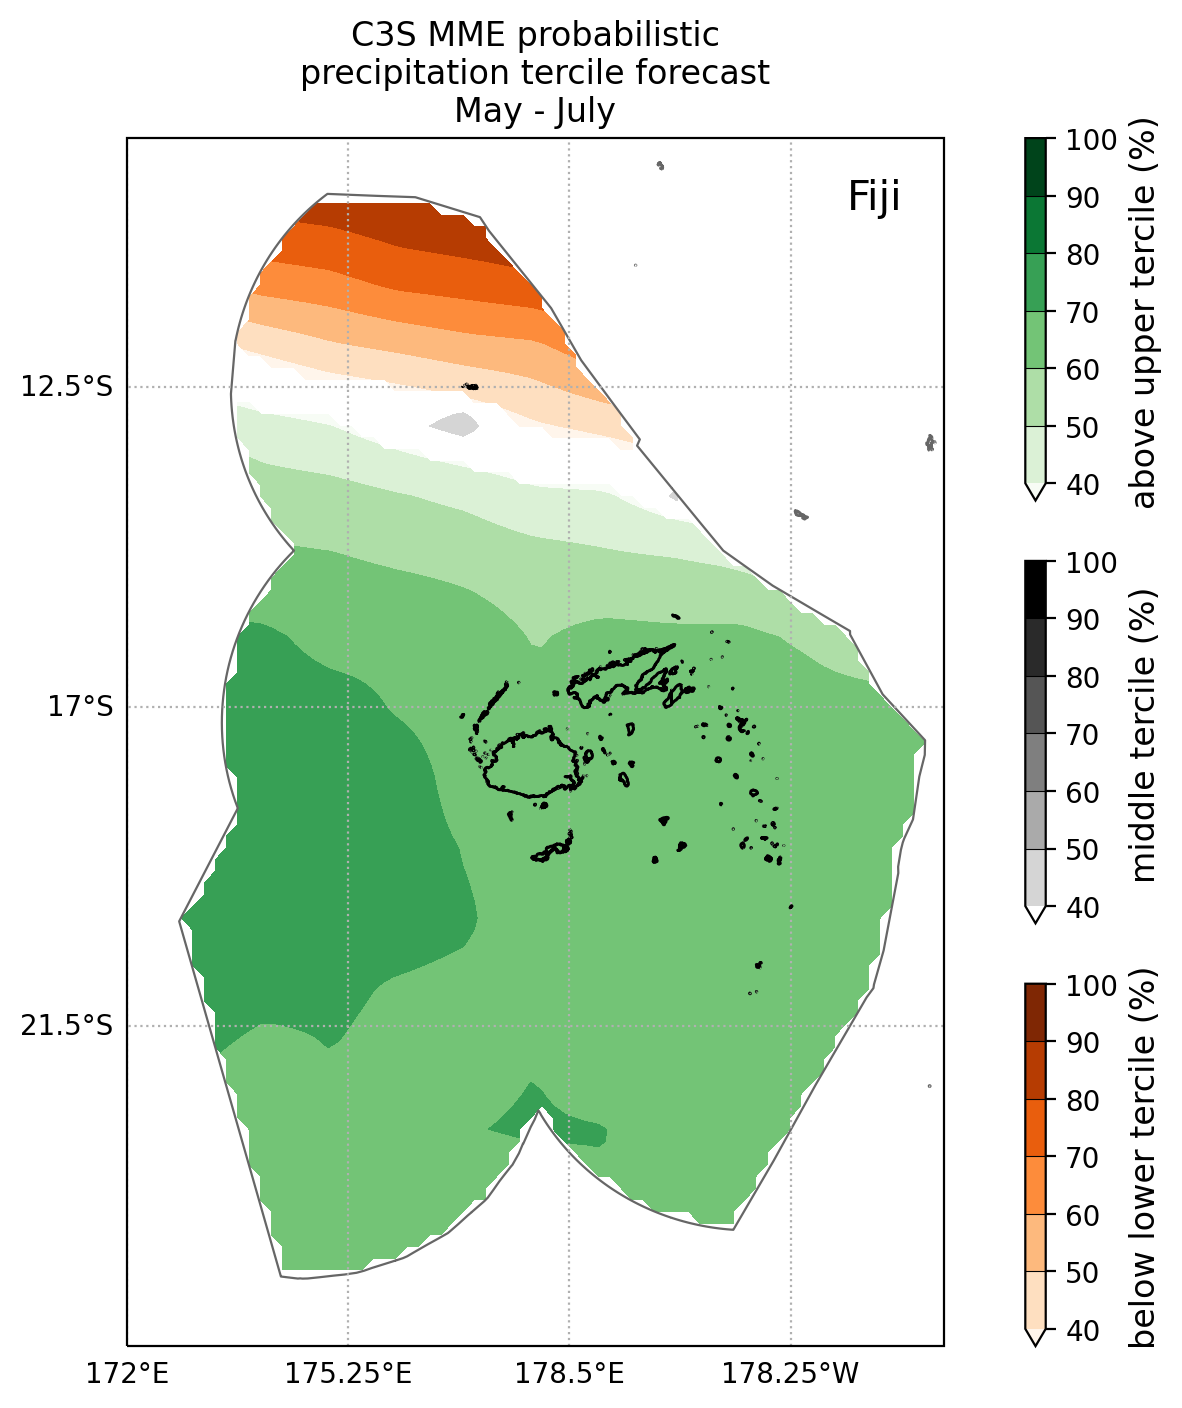 C3S MME probabilistic
precipitation tercile forecast
May - July
Fiji
12.5°S
17°S
21.5°S
172°E
175.25°E
178.5°E
178.25°W
100
90
80
70
60
50
40
above upper tercile (%)
100
90
80
70
60
50
40
middle tercile (%)
100
90
80
70
60
50
40
below lower tercile (%)